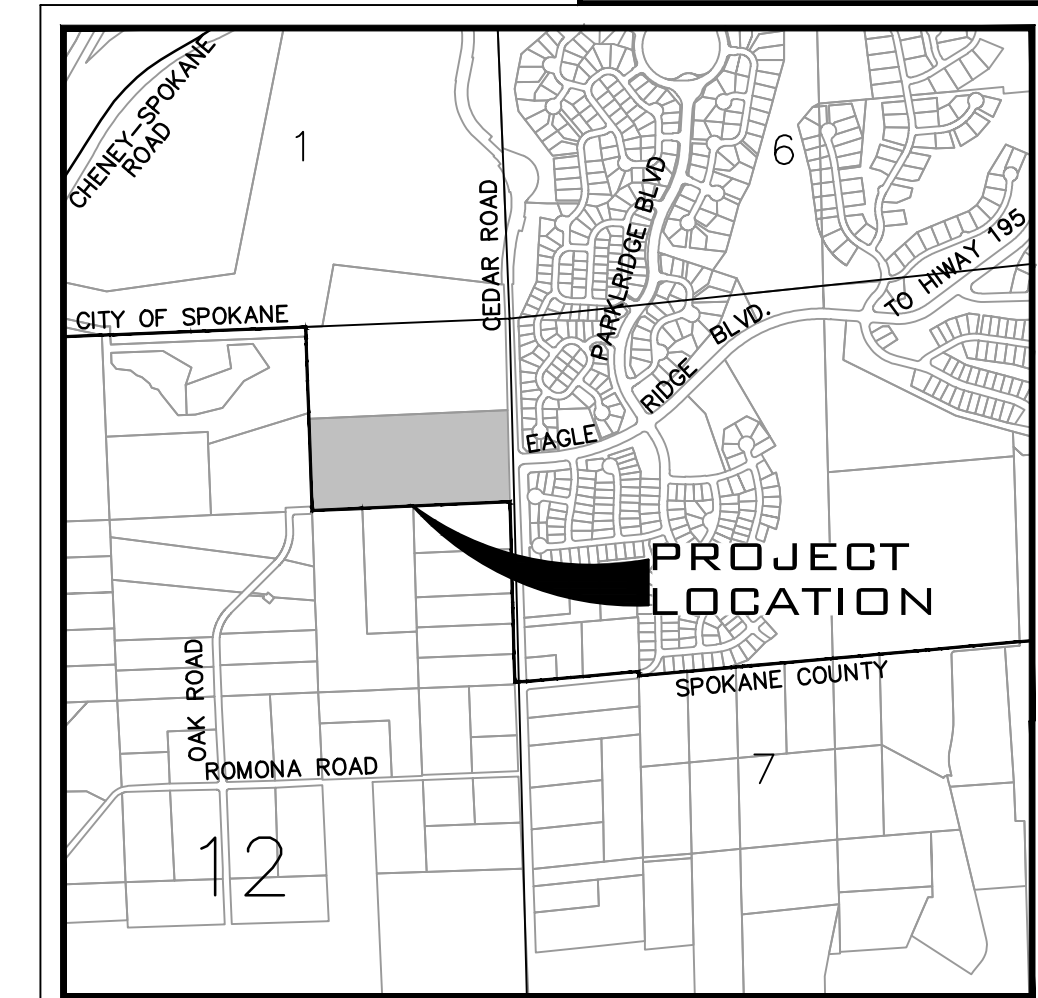 CHENEY-SPOKANE
ROAD
1
6
CEDAR ROAD
PARKLRIDGE BLVD
TO HIWAY 195
CITY OF SPOKANE
EAGLE RIDGE BLVD.
PROJECT
LOCATION
OAK ROAD
SPOKANE COUNTY
ROMONA ROAD
7
12